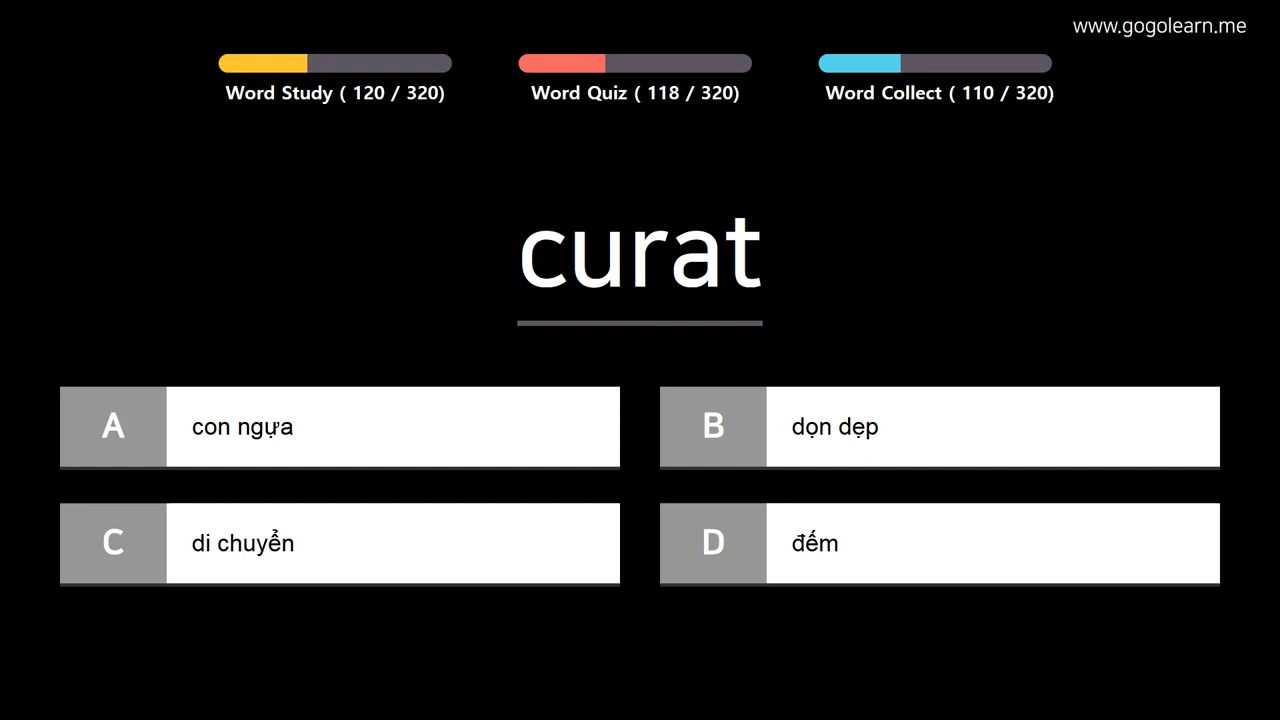 www.gogolearn.me
Word Study ( 120 / 320)
Word Quiz ( 118 / 320)
Word Collect ( 110 / 320)
curat
A
con ngựa
B
dọn dẹp
C
di chuyển
D
đếm